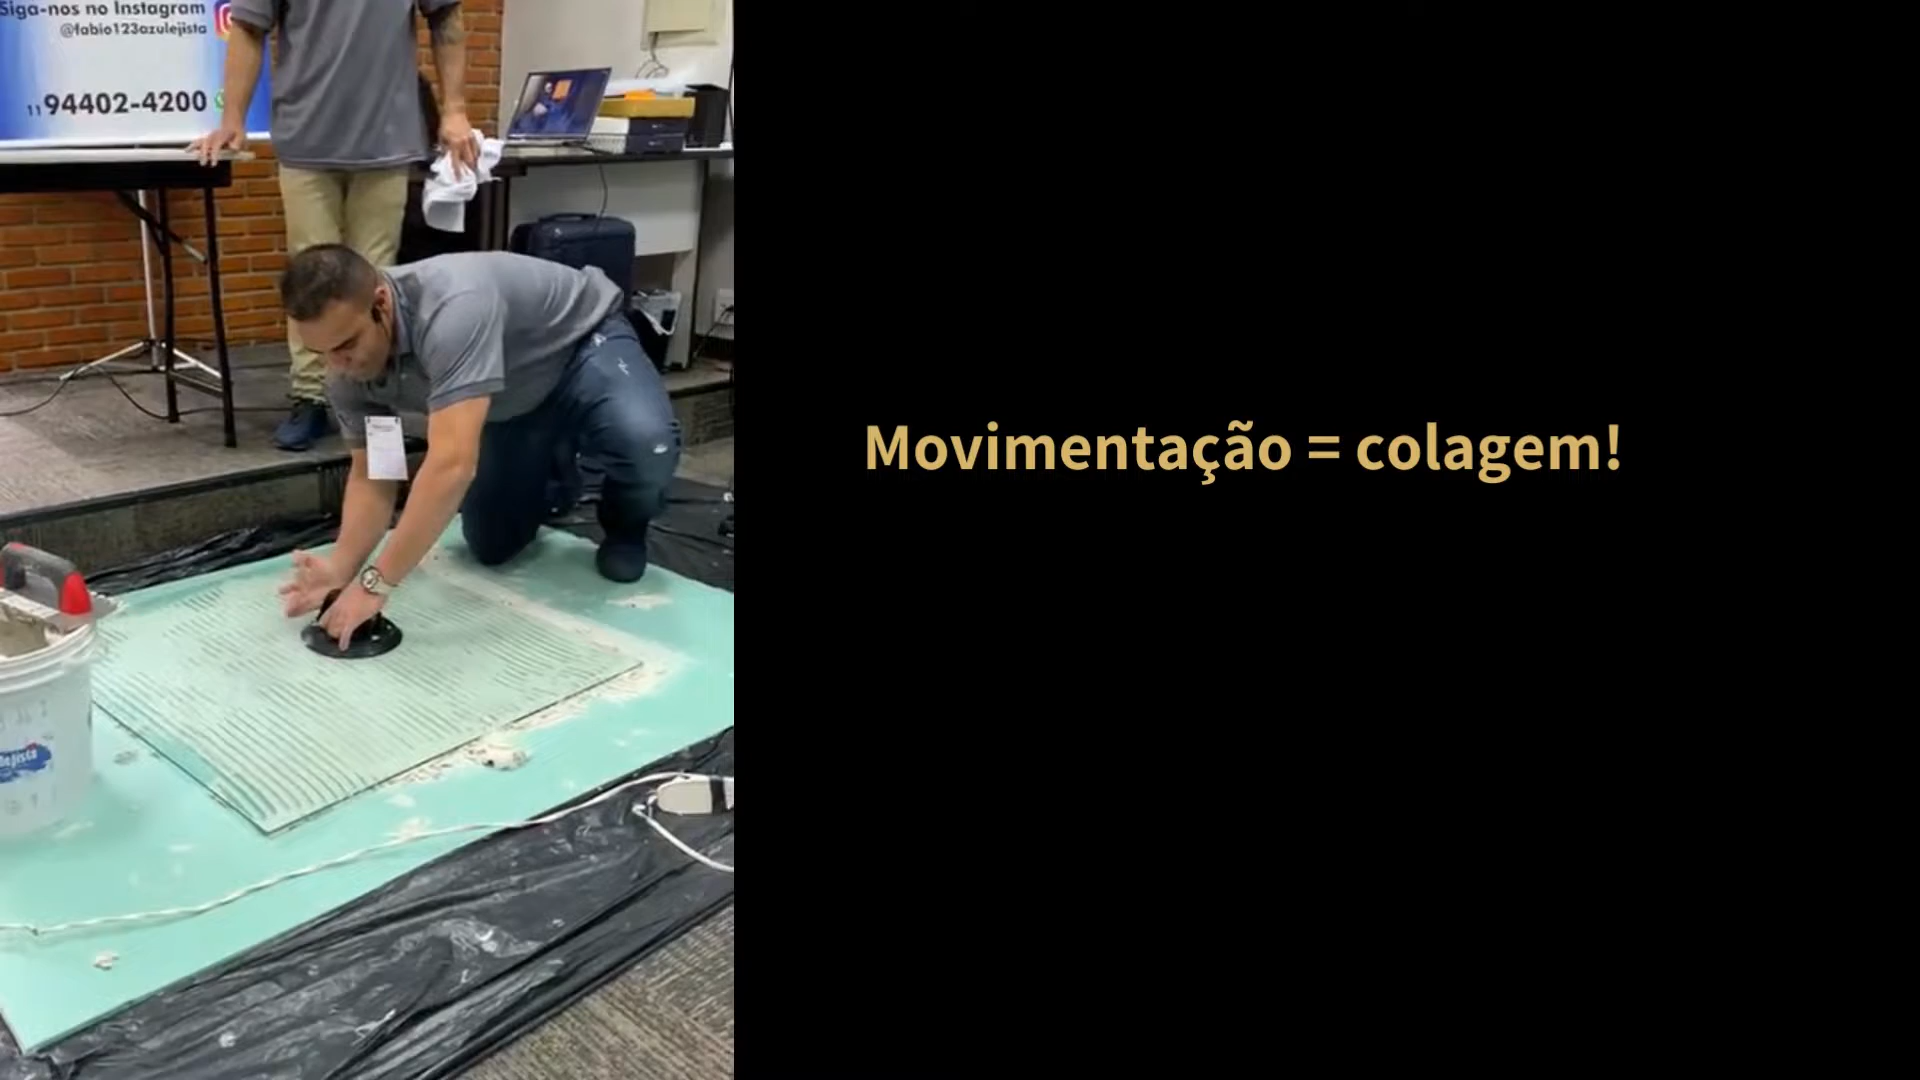 Siga-nos no Instagram
@fabio123azulejista
11 94402-4200
Movimentação = colagem!